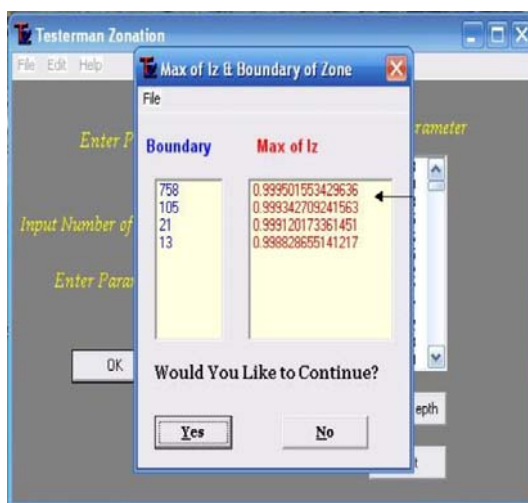 Testerman Zonation
File Edit Help
Max of Iz & Boundary of Zone
File
Enter P
Boundary
Max of Iz
rameter
758
0.999501553429636
105
0.999342709241563
21
0.999120173361451
13
0.998828655141217
Input Number of
Enter Para
OK
Would You Like to Continue?
Yes
No
epth